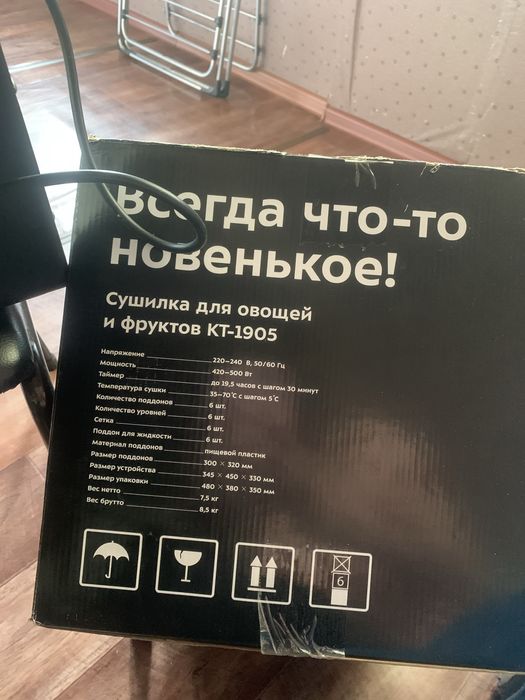 Всегда что-то
новенькое!
Сушилка для овощей
и фруктов КТ-1905
Напряжение 220–240 В, 50/60 Гц
Мощность 420–500 Вт
Таймер до 19,5 часов с шагом 30 минут
Температура сушки 35–70˚С с шагом 5˚С
Количество поддонов 6 шт.
Количество уровней 6 шт.
Сетка 6 шт.
Поддон для жидкости 6 шт.
Материал поддонов пищевой пластик
Размер поддонов 300 × 320 мм
Размер устройства 345 × 450 × 330 мм
Размер упаковки 480 × 380 × 350 мм
Вес нетто 7,5 кг
Вес брутто 8,5 кг
6